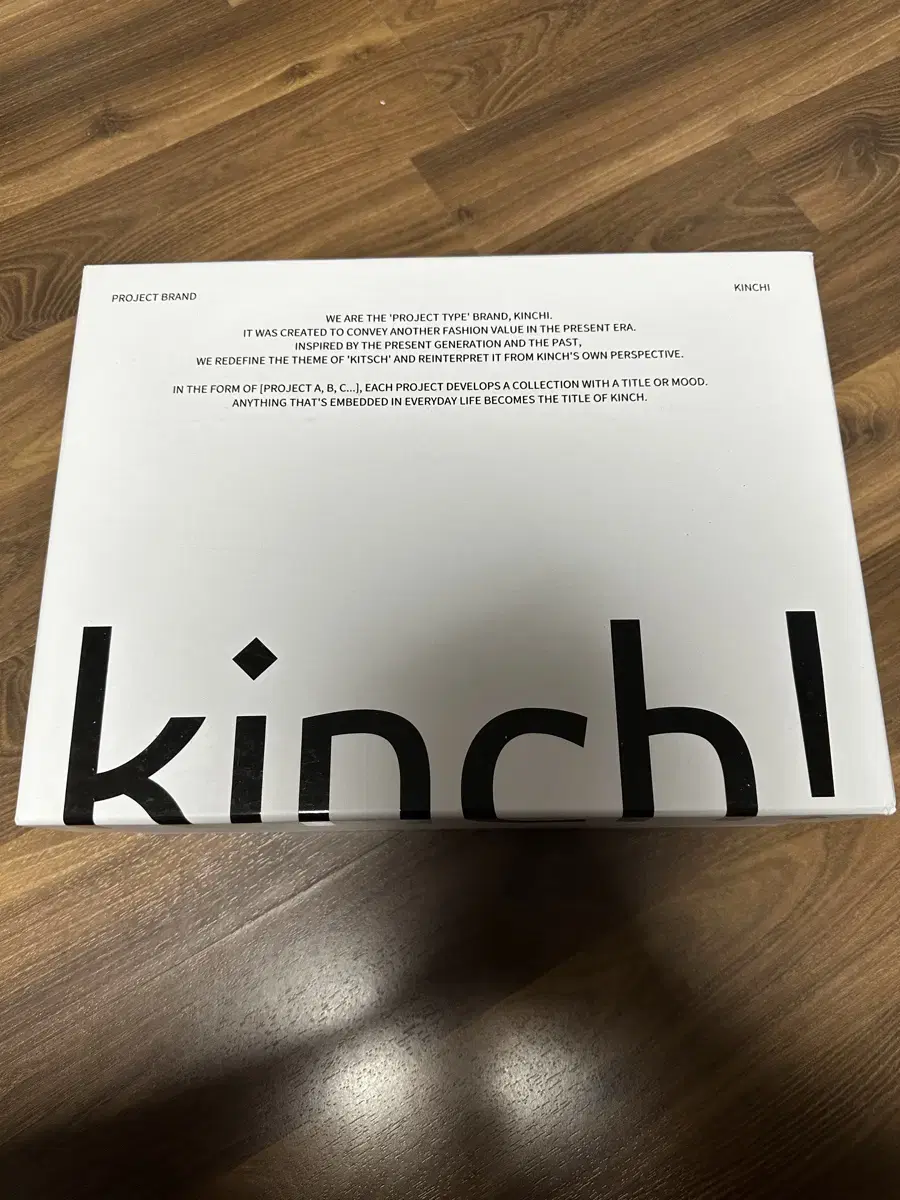 PROJECT BRAND
KINCHI
WE ARE THE 'PROJECT TYPE' BRAND, KINCHI.
IT WAS CREATED TO CONVEY ANOTHER FASHION VALUE IN THE PRESENT ERA.
INSPIRED BY THE PRESENT GENERATION AND THE PAST,
WE REDEFINE THE THEME OF 'KITSCH' AND REINTERPRET IT FROM KINCH'S OWN PERSPECTIVE.
IN THE FORM OF [PROJECT A, B, C...], EACH PROJECT DEVELOPS A COLLECTION WITH A TITLE OR MOOD.
ANYTHING THAT'S EMBEDDED IN EVERYDAY LIFE BECOMES THE TITLE OF KINCH.
kinch!